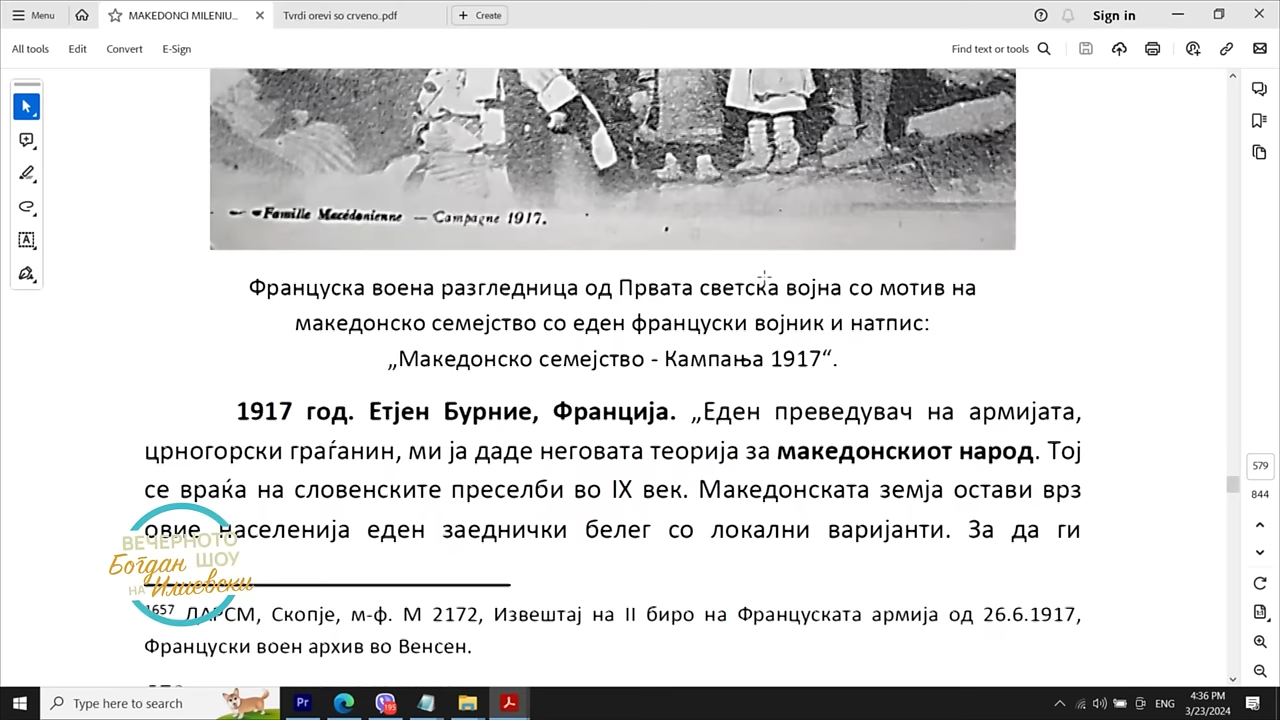 Menu
MAKEDONCI MILENIU...
Tvrdi orevi so crveno..pdf
Create
Sign in
All tools
Edit
Convert
E-Sign
Find text or tools
Famille Macédonienne — Campagne 1917.
Француска воена разгледница од Првата светска војна со мотив на
македонско семејство со еден француски војник и натпис:
„Македонско семејство - Кампања 1917“.
1917 год. Етјен Бурние, Франција. „Еден преведувач на армијата,
црногорски граѓанин, ми ја даде неговата теорија за македонскиот народ. Тој
се враќа на словенските преселби во IX век. Македонската земја остави врз
овие населенија еден заеднички белег со локални варијанти. За да ги
ВЕЧЕРНОТО
Богдан ШОУ
НА Илиевски
1657 ДАРСМ, Скопје, м-ф. М 2172, Извештај на II биро на Француската армија од 26.6.1917,
Француски воен архив во Венсен.
579
844
Type here to search
Pr
195
ENG
4:36 PM
3/23/2024